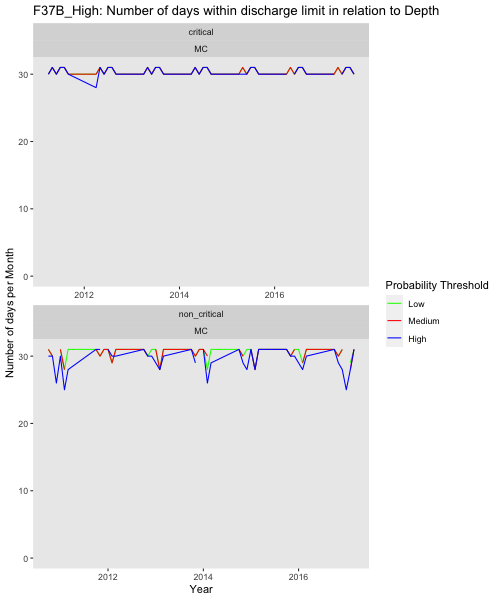 F37B_High: Number of days within discharge limit in relation to Depth
critical
MC
30
20
10
0
2012
2014
2016
non_critical
MC
30
20
10
0
2012
2014
2016
Year
Number of days per Month
Probability Threshold
Low
Medium
High